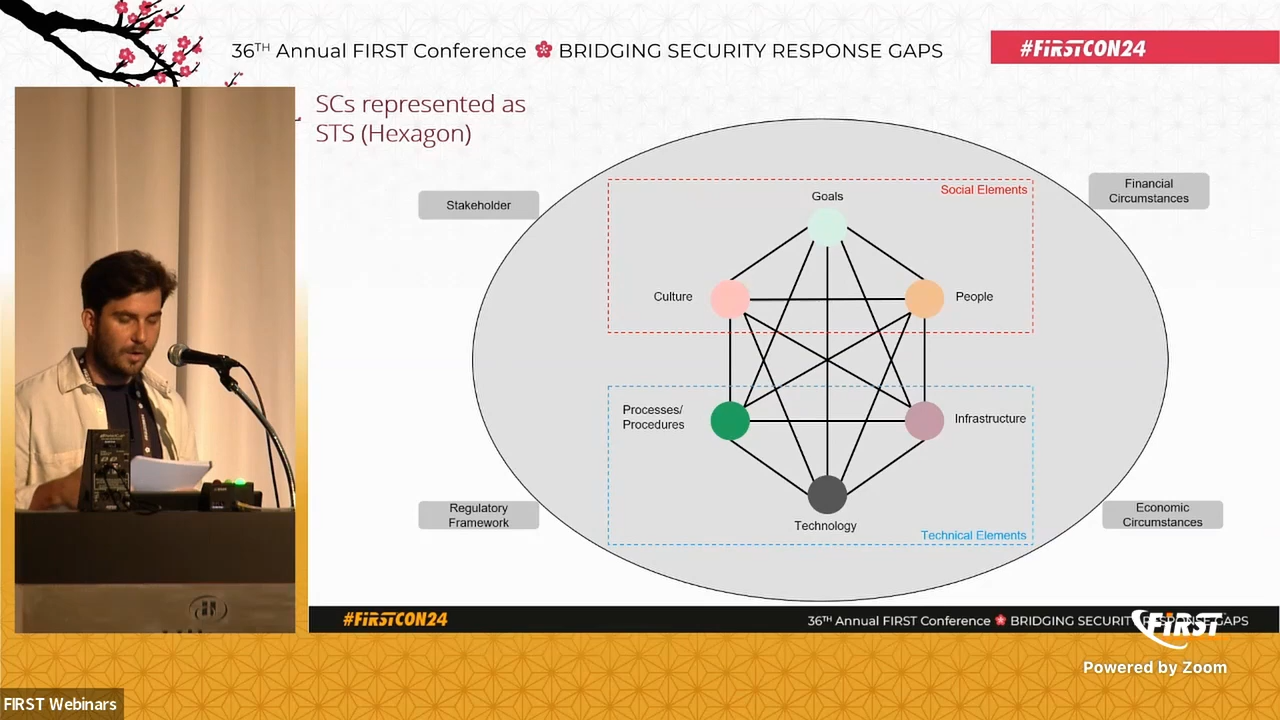 36TH Annual FIRST Conference BRIDGING SECURITY RESPONSE GAPS
#FiRSTCON24
SCs represented as
STS (Hexagon)
Stakeholder
Financial
Circumstances
Social Elements
Goals
Culture
People
Processes/
Procedures
Infrastructure
Technology
Technical Elements
Regulatory
Framework
Economic
Circumstances
#FiRSTCON24
36TH Annual FIRST Conference BRIDGING SECURITY RESPONSE GAPS
FiRST
Powered by Zoom
FIRST Webinars